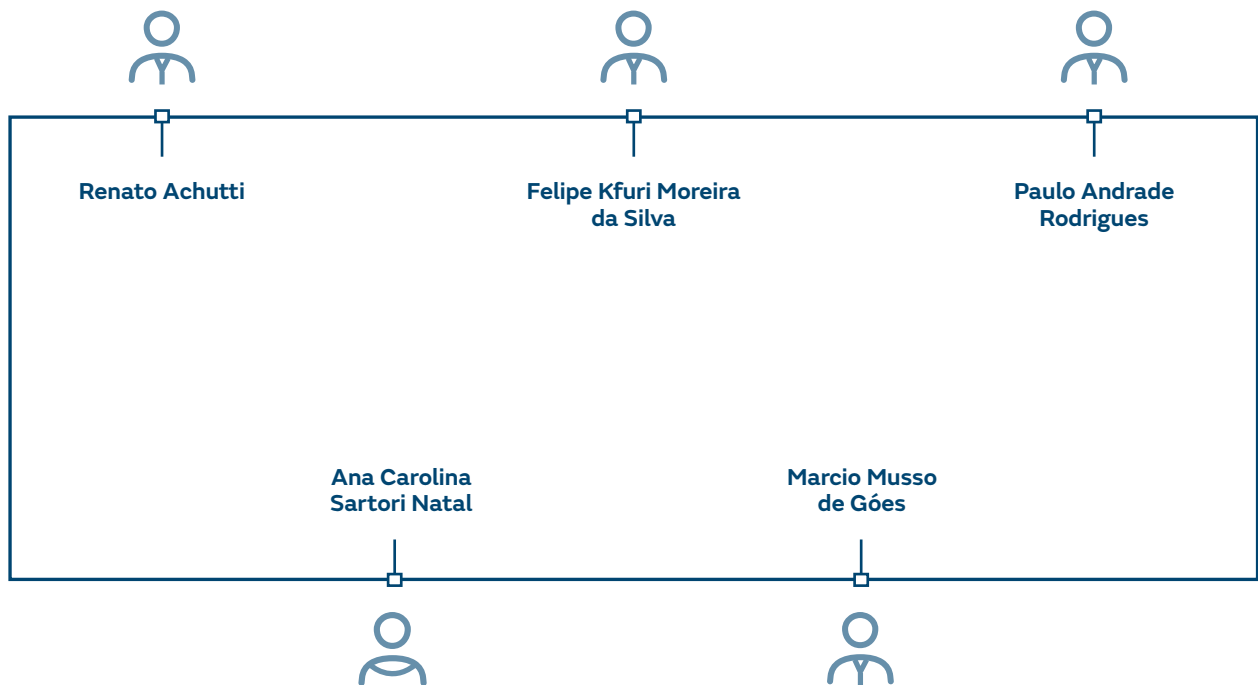 Renato Achutti
Felipe Kfuri Moreira
da Silva
Paulo Andrade
Rodrigues
Ana Carolina
Sartori Natal
Marcio Musso
de Góes